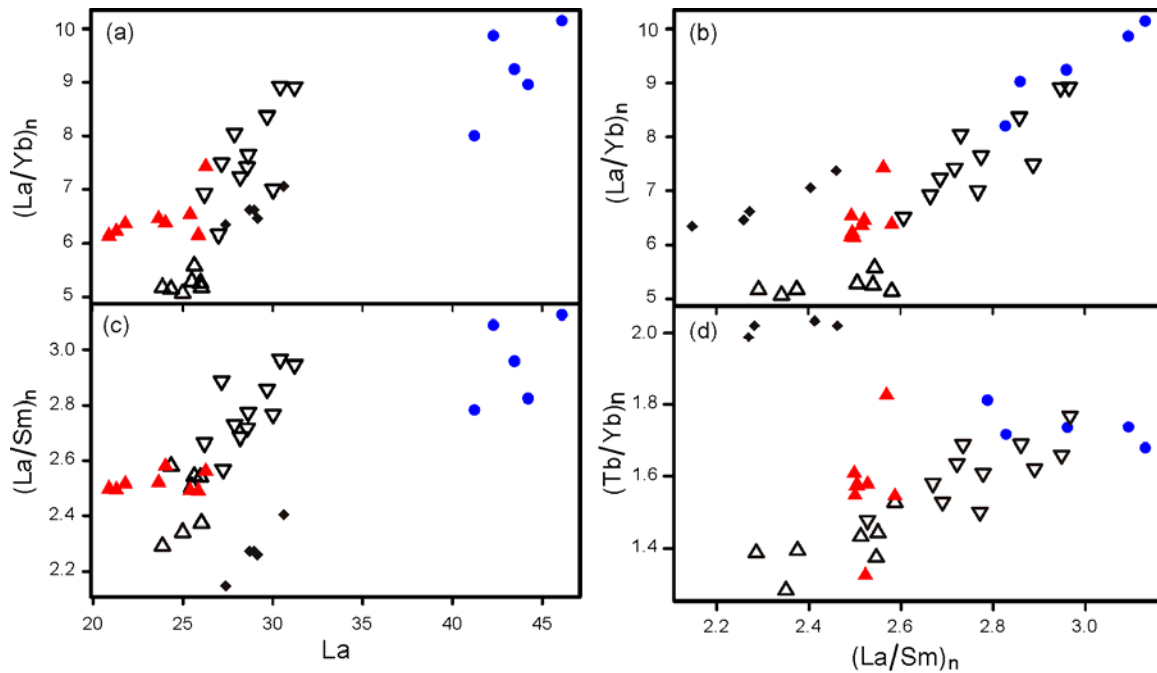 (a)
10
9
8
7
6
5
(La/Yb)n
(b)
10
9
8
7
6
5
(La/Yb)n
(c)
3.0
2.8
2.6
2.4
2.2
(La/Sm)n
20 25 30 35 40 45
La
(d)
2.0
1.8
1.6
1.4
(Tb/Yb)n
2.2 2.4 2.6 2.8 3.0
(La/Sm)n